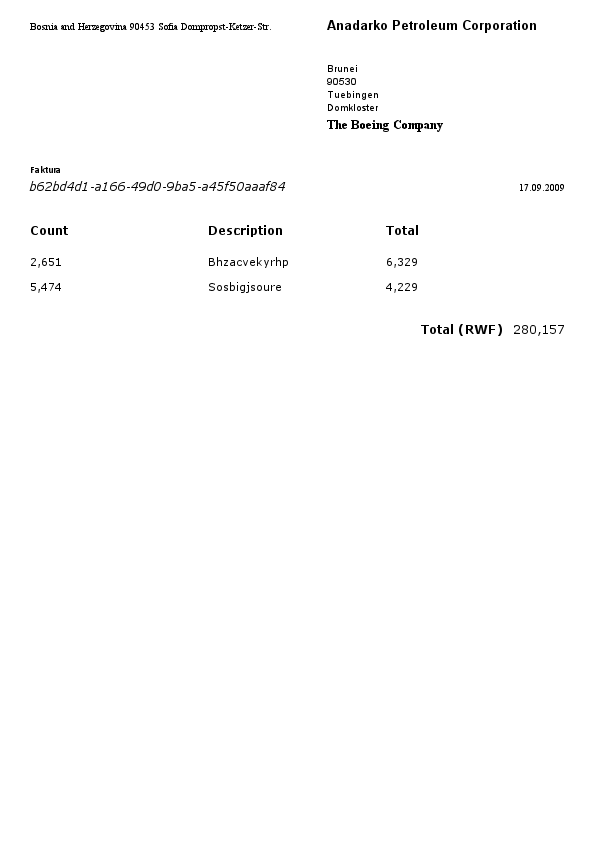 Bosnia and Herzegovina 90453 Sofia Dompropst-Ketzer-Str.
Anadarko Petroleum Corporation
Brunei
90530
Tuebingen
Domkloster
The Boeing Company
Faktura
b62bd4d1-a166-49d0-9ba5-a45f50aaaf84
17.09.2009
Count Description Total
2,651 Bhzacvekyrhp 6,329
5,474 Sosbigjsoure 4,229
Total (RWF) 280,157